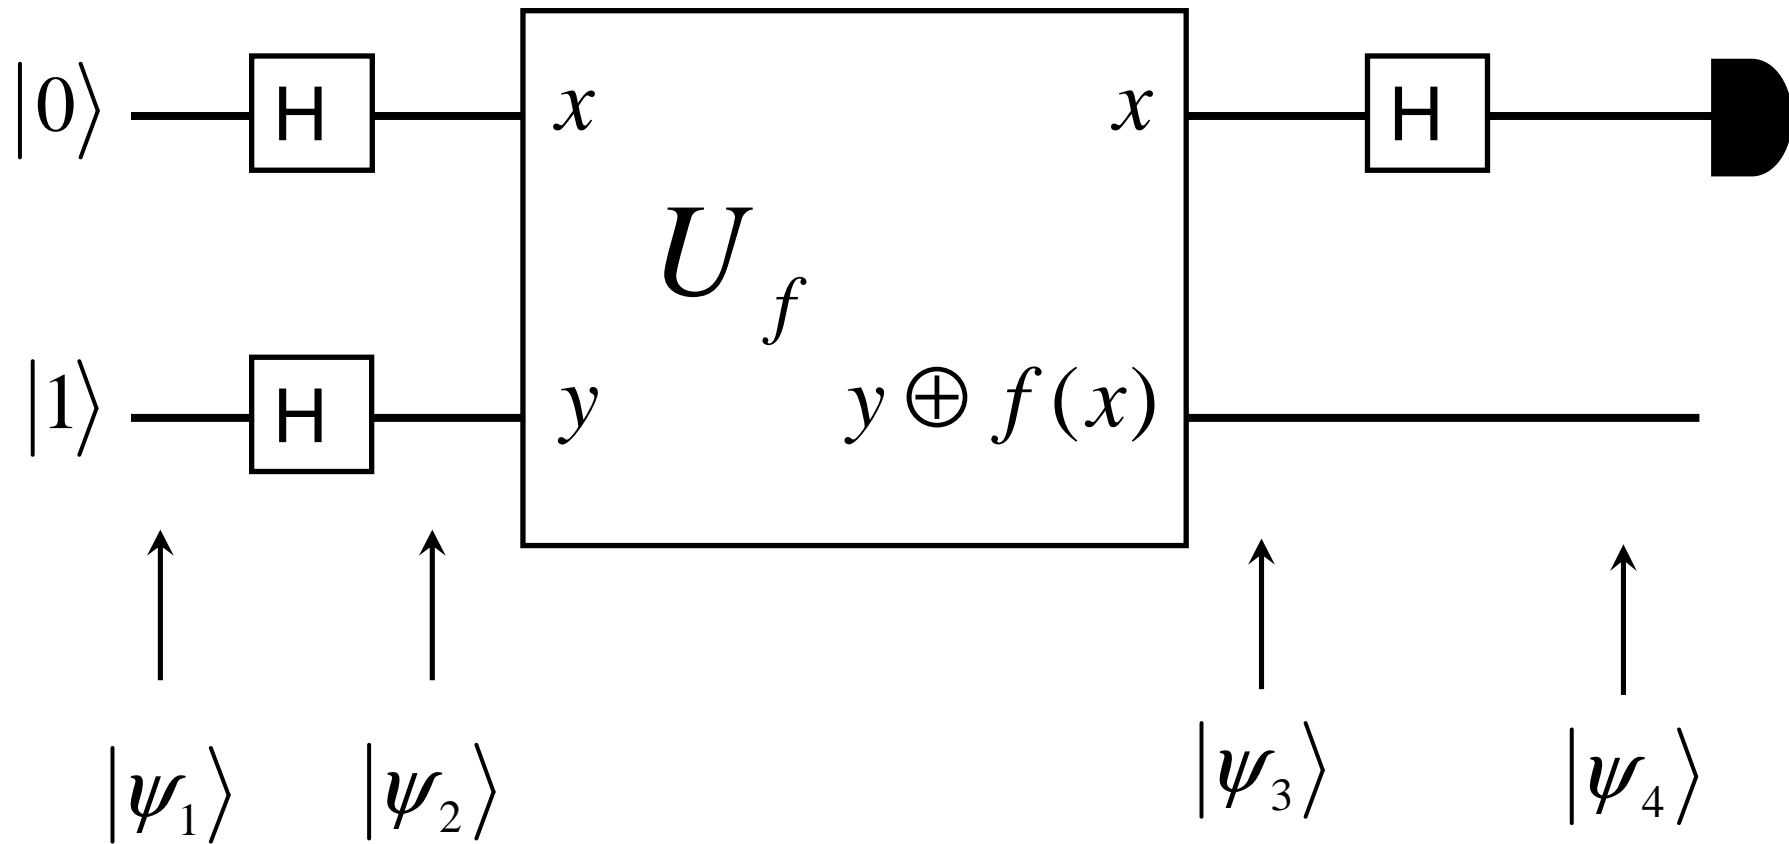 |0⟩ H x x H
U_f
|1⟩ H y y ⊕ f(x)
|ψ₁⟩ |ψ₂⟩ |ψ₃⟩ |ψ₄⟩